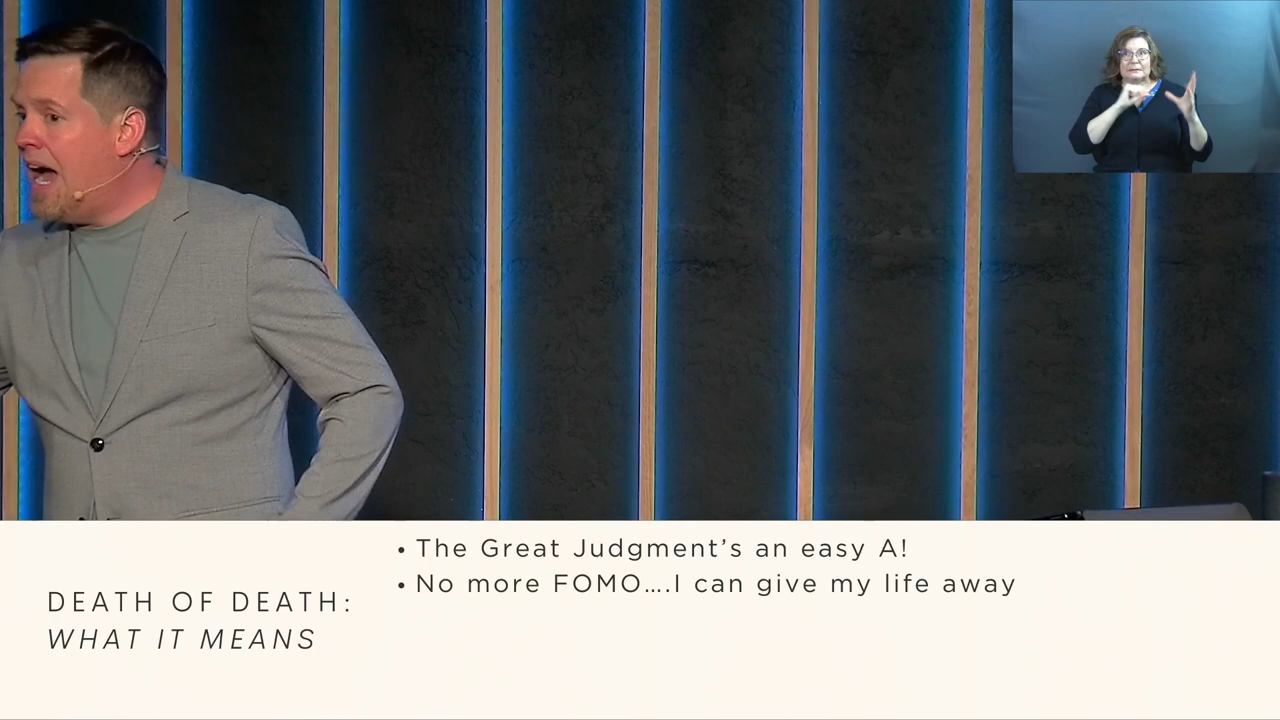 DEATH OF DEATH:
WHAT IT MEANS
• The Great Judgment’s an easy A!
• No more FOMO....I can give my life away